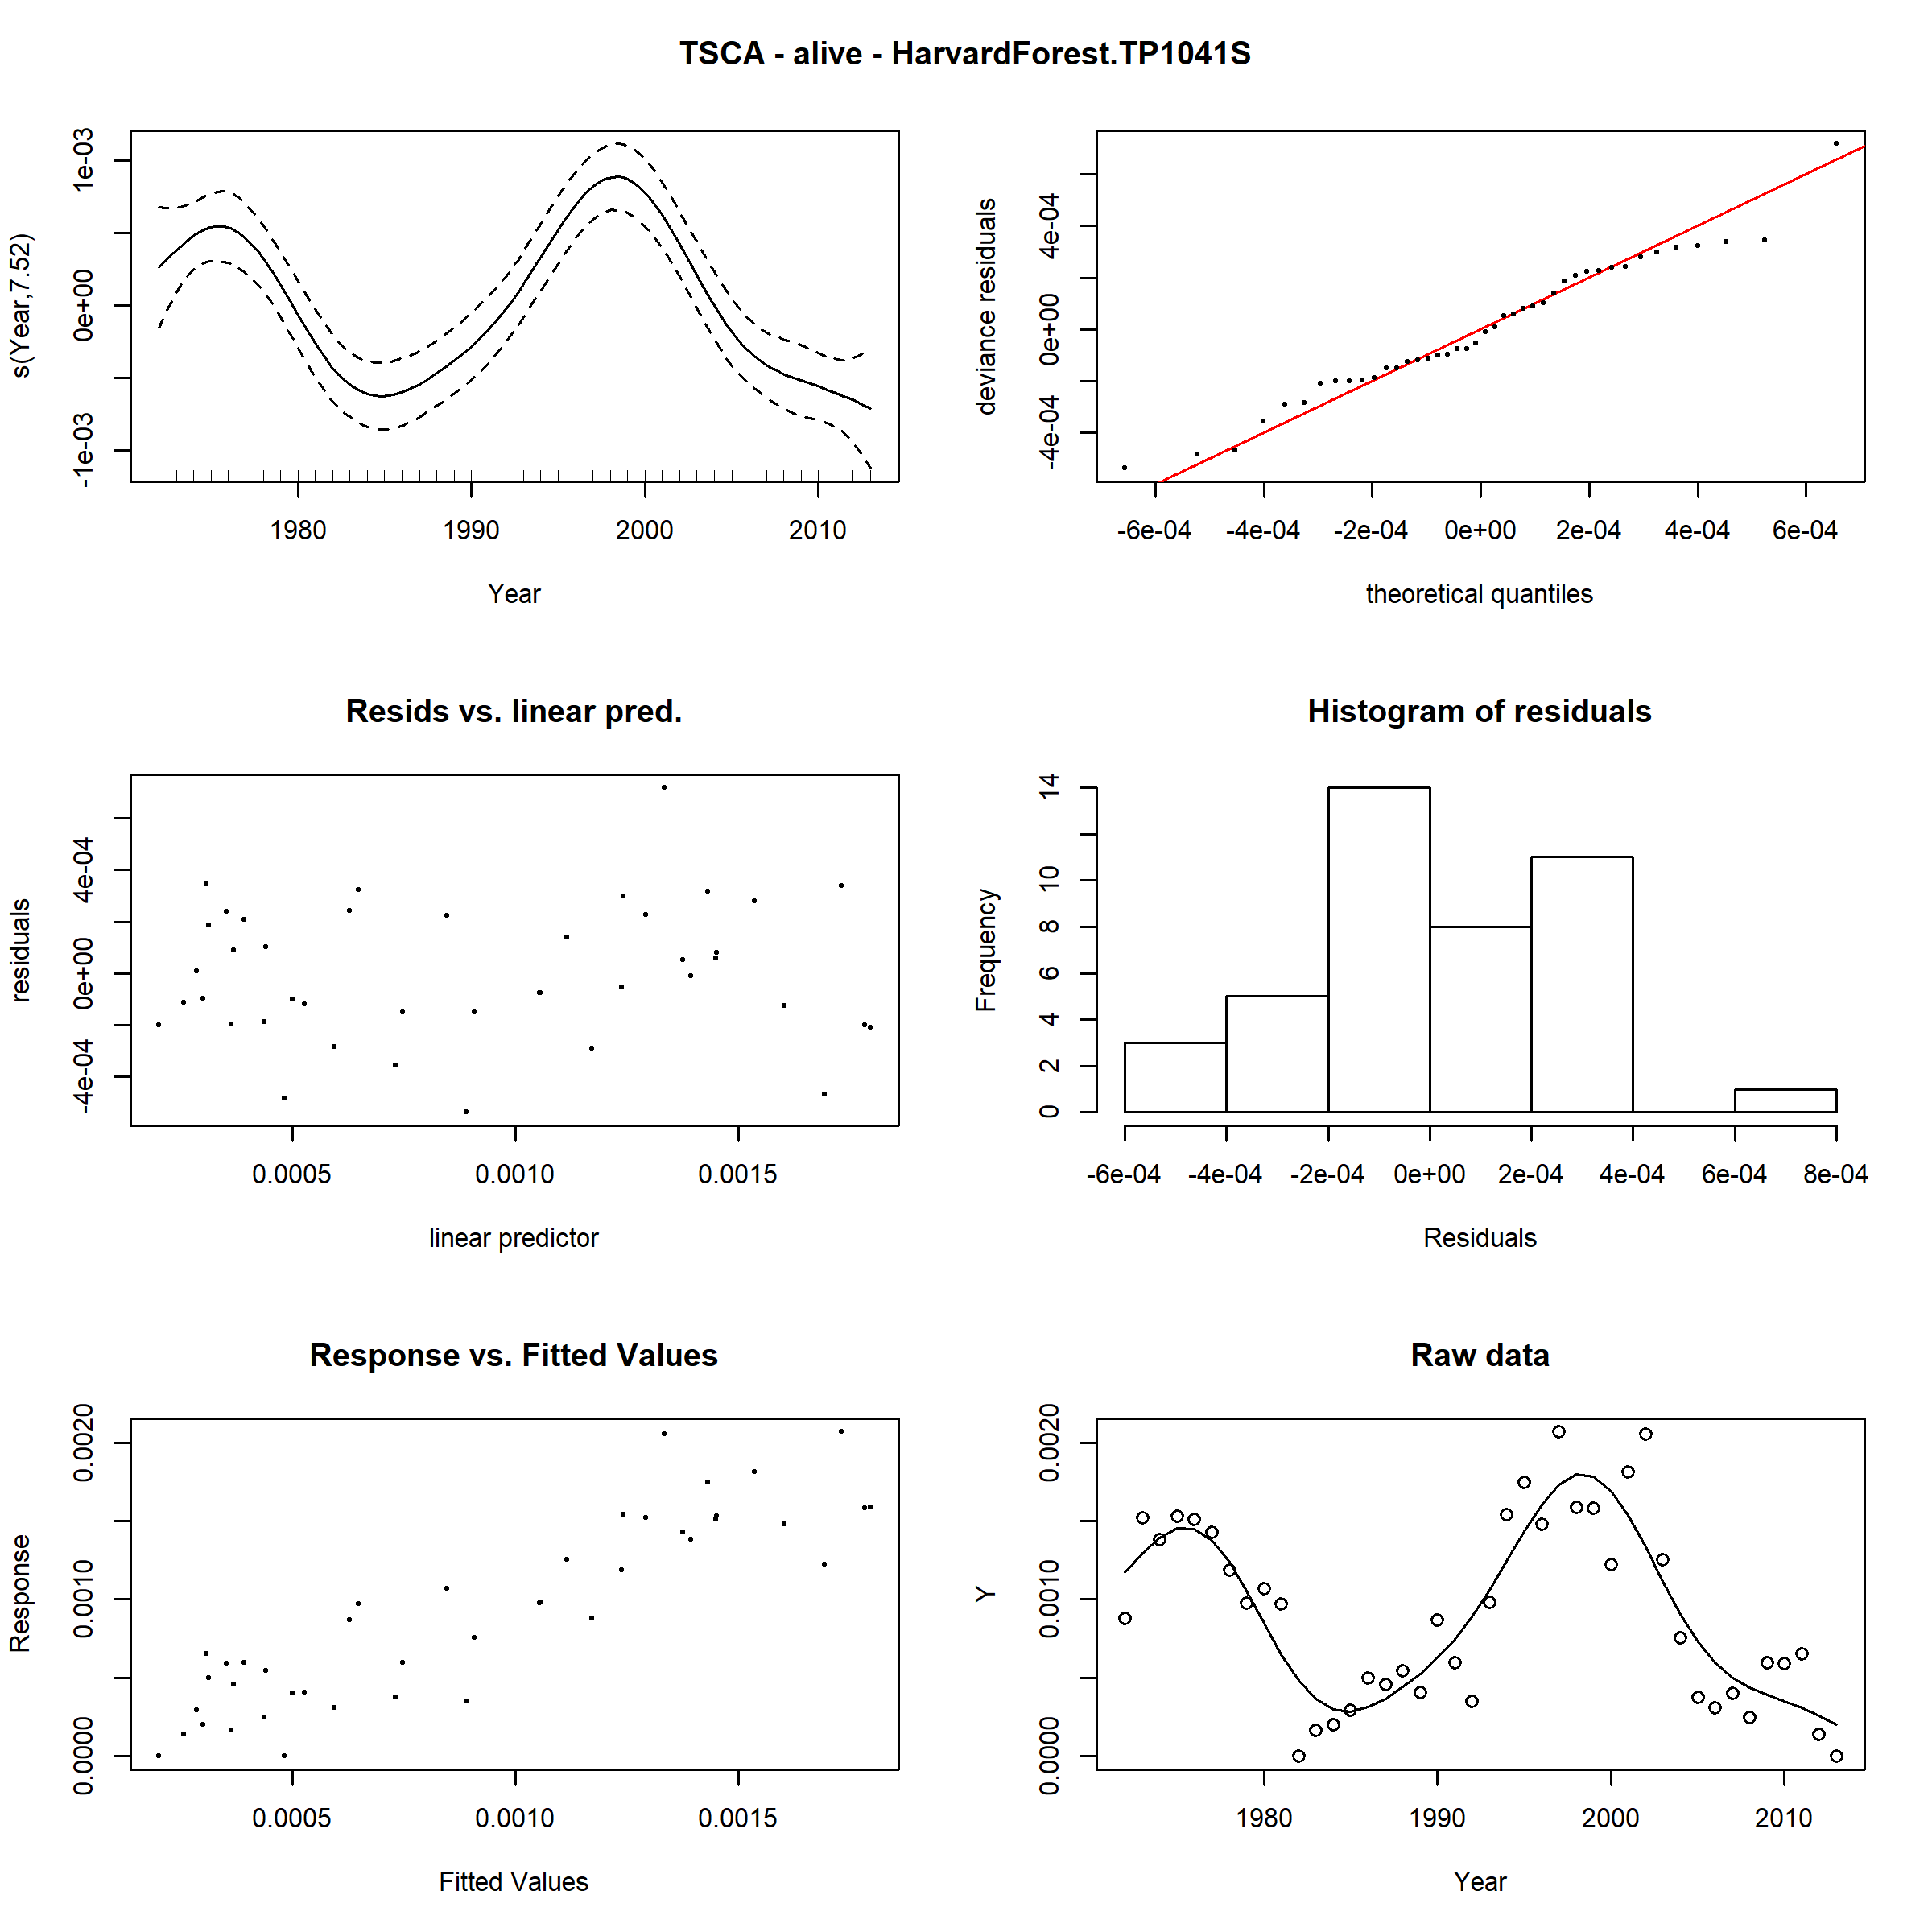 TSCA - alive - HarvardForest.TP1041S
s(Year,7.52)
-1e-03 0e+00 1e-03
1980 1990 2000 2010
Year
deviance residuals
-4e-04 0e+00 4e-04
-6e-04 -4e-04 -2e-04 0e+00 2e-04 4e-04 6e-04
theoretical quantiles
Resids vs. linear pred.
residuals
-4e-04 0e+00 4e-04
0.0005 0.0010 0.0015
linear predictor
Histogram of residuals
Frequency
0 2 4 6 8 10 14
-6e-04 -4e-04 -2e-04 0e+00 2e-04 4e-04 6e-04 8e-04
Residuals
Response vs. Fitted Values
Response
0.0000 0.0010 0.0020
0.0005 0.0010 0.0015
Fitted Values
Raw data
Y
0.0000 0.0010 0.0020
1980 1990 2000 2010
Year